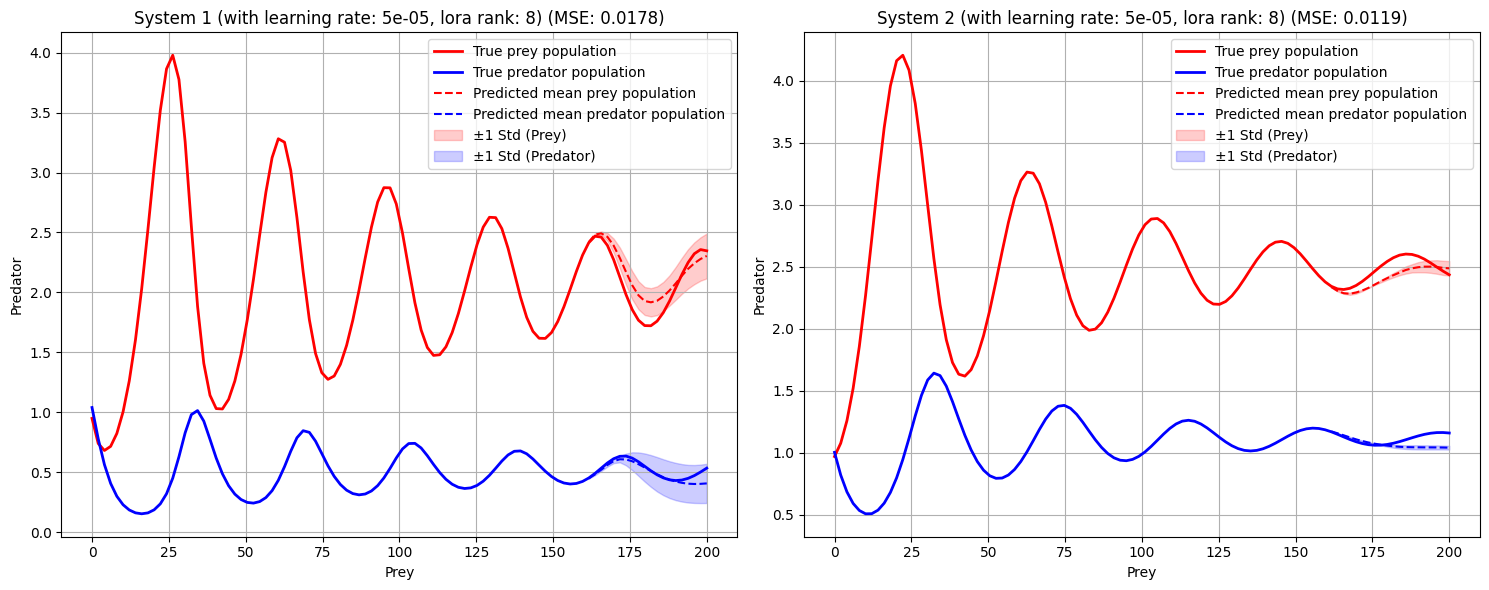 System 1 (with learning rate: 5e-05, lora rank: 8) (MSE: 0.0178)
True prey population
True predator population
Predicted mean prey population
Predicted mean predator population
±1 Std (Prey)
±1 Std (Predator)
4.0
3.5
3.0
2.5
2.0
1.5
1.0
0.5
0.0
Predator
0
25
50
75
100
125
150
175
200
Prey
System 2 (with learning rate: 5e-05, lora rank: 8) (MSE: 0.0119)
True prey population
True predator population
Predicted mean prey population
Predicted mean predator population
±1 Std (Prey)
±1 Std (Predator)
4.0
3.5
3.0
2.5
2.0
1.5
1.0
0.5
Predator
0
25
50
75
100
125
150
175
200
Prey